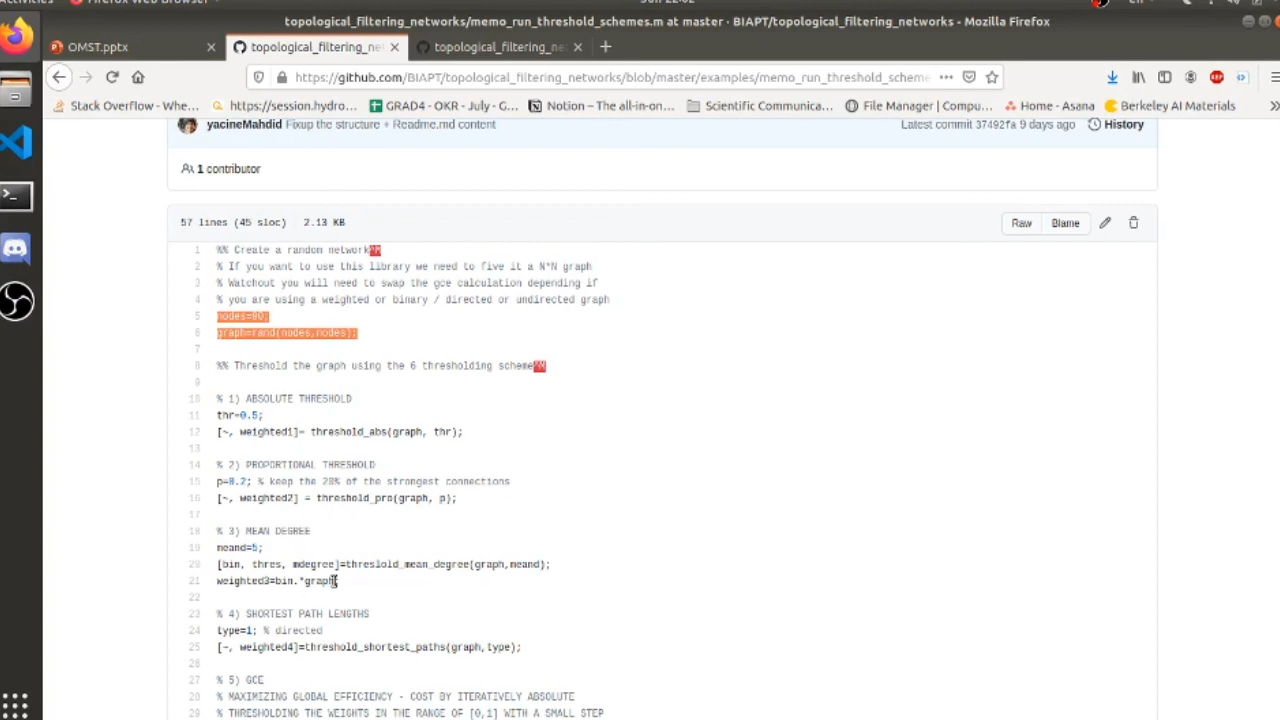 topological_filtering_networks/memo_run_threshold_schemes.m at master · BIAPT/topological_filtering_networks - Mozilla Firefox
OMST.pptx
topological_filtering_ne
topological_filtering_ne
https://github.com/BIAPT/topological_filtering_networks/blob/master/examples/memo_run_threshold_scheme
Stack Overflow - Whe...
https://session.hydro...
GRAD4 - OKR - July - G...
Notion – The all-in-on...
Scientific Communica...
File Manager | Compu...
Home - Asana
Berkeley AI Materials
yacineMahdid Fixup the structure + Readme.md content
Latest commit 37492fa 9 days ago
History
1 contributor
57 lines (45 sloc) 2.13 KB
Raw
Blame
1 %% Create a random network^M
2 % If you want to use this library we need to five it a N*N graph
3 % Watchout you will need to swap the gce calculation depending if
4 % you are using a weighted or binary / directed or undirected graph
5 nodes=90;
6 graph=rand(nodes,nodes);
7
8 %% Threshold the graph using the 6 thresholding scheme^M
9
10 % 1) ABSOLUTE THRESHOLD
11 thr=0.5;
12 [~, weighted1]= threshold_abs(graph, thr);
13
14 % 2) PROPORTIONAL THRESHOLD
15 p=0.2; % keep the 20% of the strongest connections
16 [~, weighted2] = threshold_pro(graph, p);
17
18 % 3) MEAN DEGREE
19 meand=5;
20 [bin, thres, mdegree]=threslold_mean_degree(graph,meand);
21 weighted3=bin.*graph
22
23 % 4) SHORTEST PATH LENGTHS
24 type=1; % directed
25 [~, weighted4]=threshold_shortest_paths(graph,type);
26
27 % 5) GCE
28 % MAXIMIZING GLOBAL EFFICIENCY - COST BY ITERATIVELY ABSOLUTE
29 % THRESHOLDING THE WEIGHTS IN THE RANGE OF [0,1] WITH A SMALL STEP